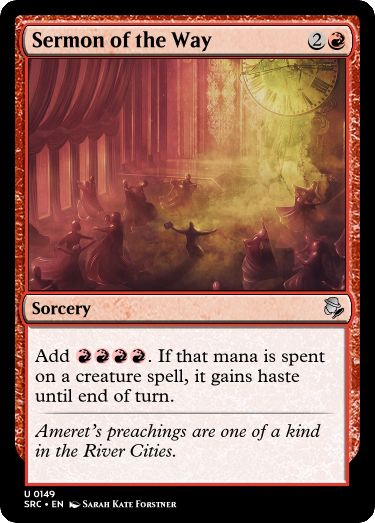 Sermon of the Way 2
Sorcery
Add . If that mana is spent
on a creature spell, it gains haste
until end of turn.
Ameret's preachings are one of a kind
in the River Cities.
U 0149
SRC • EN Sarah Kate Forstner